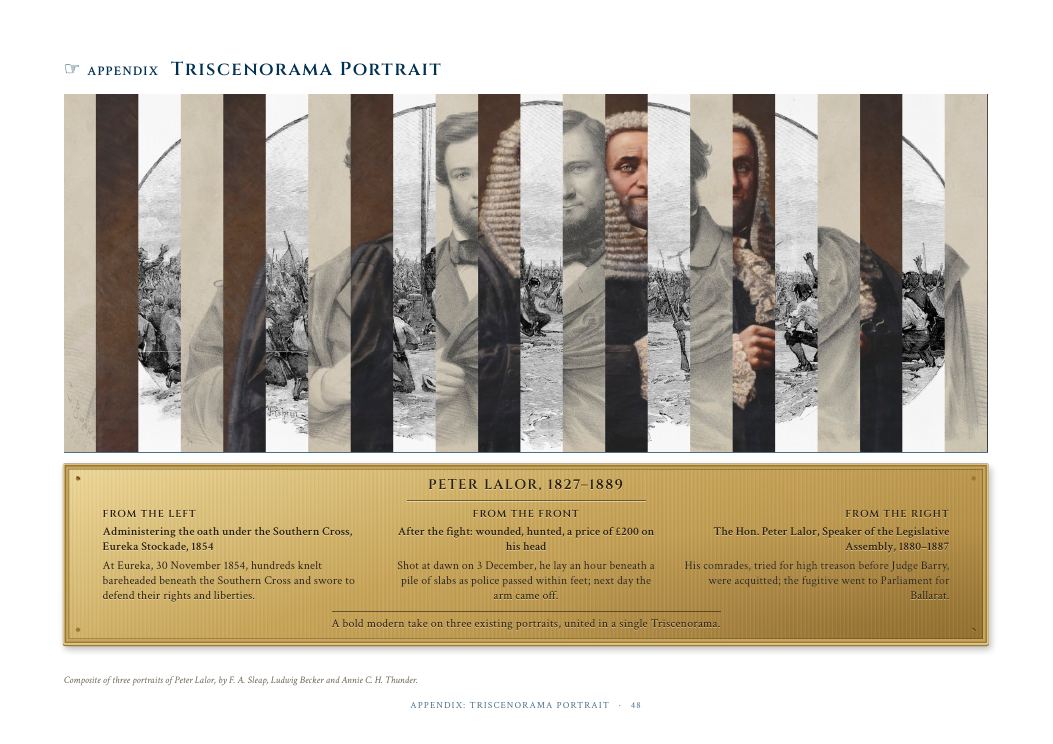 ☞ APPENDIX TRISCENORAMA PORTRAIT
PETER LALOR, 1827–1889
FROM THE LEFT
Administering the oath under the Southern Cross,
Eureka Stockade, 1854
At Eureka, 30 November 1854, hundreds knelt
bareheaded beneath the Southern Cross and swore to
defend their rights and liberties.
FROM THE FRONT
After the fight: wounded, hunted, a price of £200 on
his head
Shot at dawn on 3 December, he lay an hour beneath a
pile of slabs as police passed within feet; next day the
arm came off.
FROM THE RIGHT
The Hon. Peter Lalor, Speaker of the Legislative
Assembly, 1880–1887
His comrades, tried for high treason before Judge Barry,
were acquitted; the fugitive went to Parliament for
Ballarat.
A bold modern take on three existing portraits, united in a single Triscenorama.
Composite of three portraits of Peter Lalor, by F. A. Sleap, Ludwig Becker and Annie C. H. Thunder.
APPENDIX: TRISCENORAMA PORTRAIT · 48